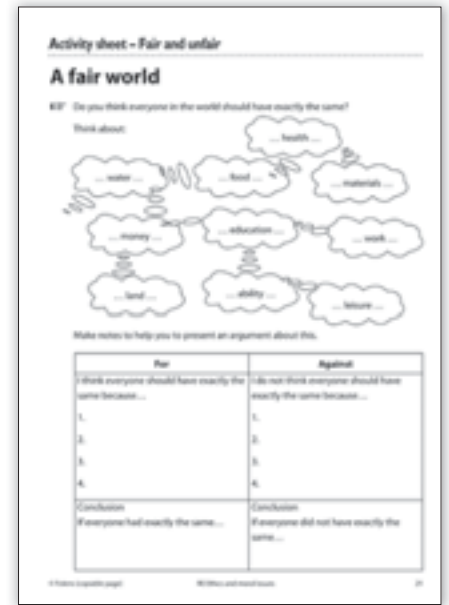 Activity sheet – Fair and unfair
A fair world
Do you think everyone in the world should have exactly the same?
Think about:
... health ...
... water ...
... food ...
... materials ...
... money ...
... education ...
... work ...
... land ...
... ability ...
... leisure ...
Make notes to help you to present an argument about this.
For
Against
I think everyone should have exactly the
same because....
I do not think everyone should have
exactly the same because....
1.
1.
2.
2.
3.
3.
4.
4.
Conclusion
If everyone had exactly the same....
Conclusion
If everyone did not have exactly the
same....
(copiable page)